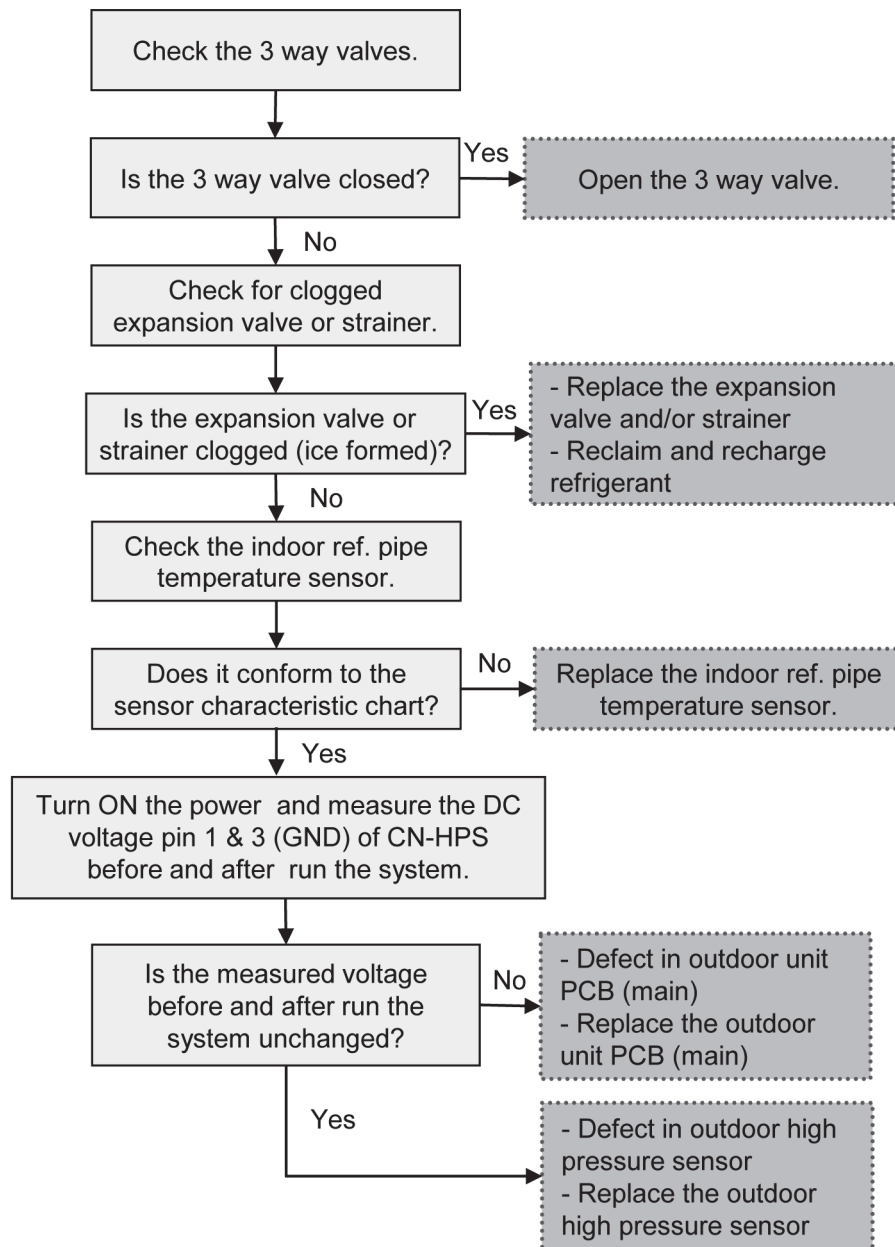 Check the 3 way valves.
Is the 3 way valve closed?
Yes
Open the 3 way valve.
No
Check for clogged
expansion valve or strainer.
Is the expansion valve or
strainer clogged (ice formed)?
Yes
- Replace the expansion
valve and/or strainer
- Reclaim and recharge
refrigerant
No
Check the indoor ref. pipe
temperature sensor.
Does it conform to the
sensor characteristic chart?
No
Replace the indoor ref. pipe
temperature sensor.
Yes
Turn ON the power and measure the DC
voltage pin 1 & 3 (GND) of CN-HPS
before and after run the system.
Is the measured voltage
before and after run the
system unchanged?
No
- Defect in outdoor unit
PCB (main)
- Replace the outdoor
unit PCB (main)
Yes
- Defect in outdoor high
pressure sensor
- Replace the outdoor
high pressure sensor